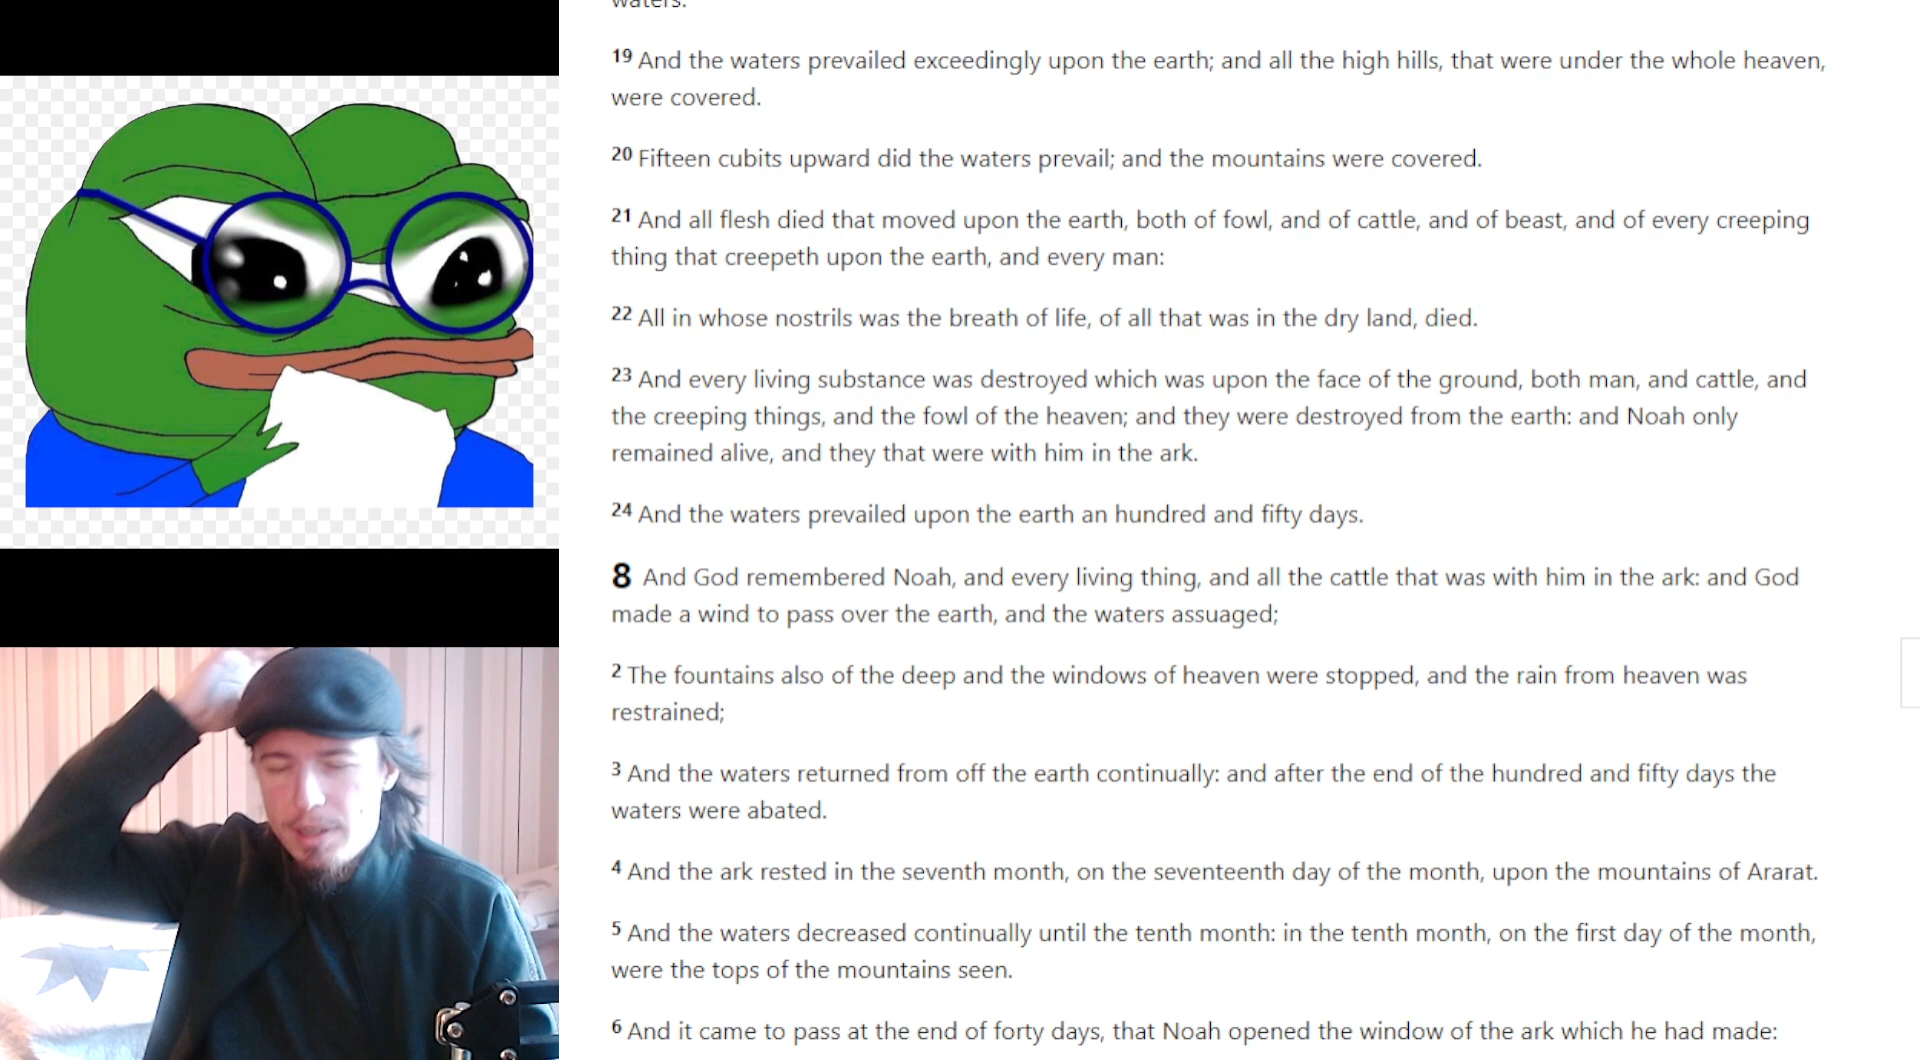 waters.
19 And the waters prevailed exceedingly upon the earth; and all the high hills, that were under the whole heaven,
were covered.
20 Fifteen cubits upward did the waters prevail; and the mountains were covered.
21 And all flesh died that moved upon the earth, both of fowl, and of cattle, and of beast, and of every creeping
thing that creepeth upon the earth, and every man:
22 All in whose nostrils was the breath of life, of all that was in the dry land, died.
23 And every living substance was destroyed which was upon the face of the ground, both man, and cattle, and
the creeping things, and the fowl of the heaven; and they were destroyed from the earth: and Noah only
remained alive, and they that were with him in the ark.
24 And the waters prevailed upon the earth an hundred and fifty days.
8 And God remembered Noah, and every living thing, and all the cattle that was with him in the ark: and God
made a wind to pass over the earth, and the waters assuaged;
2 The fountains also of the deep and the windows of heaven were stopped, and the rain from heaven was
restrained;
3 And the waters returned from off the earth continually: and after the end of the hundred and fifty days the
waters were abated.
4 And the ark rested in the seventh month, on the seventeenth day of the month, upon the mountains of Ararat.
5 And the waters decreased continually until the tenth month: in the tenth month, on the first day of the month,
were the tops of the mountains seen.
6 And it came to pass at the end of forty days, that Noah opened the window of the ark which he had made: